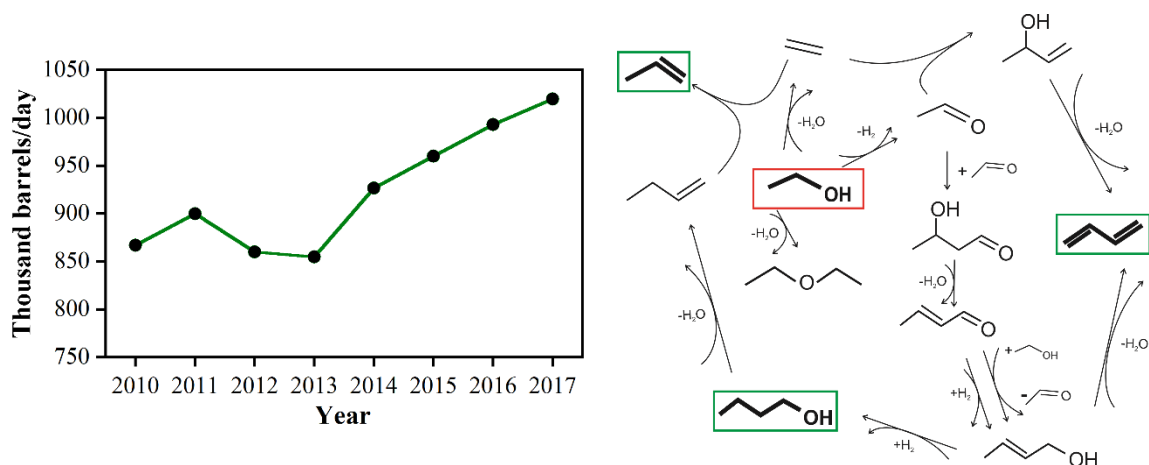 Thousand barrels/day
1050
1000
950
900
850
800
750
2010 2011 2012 2013 2014 2015 2016 2017
Year
OH
-H₂O
-H₂
O
-H₂O
+ O
OH
-H₂O
OH
O
O
-H₂O
-H₂O
O
-H₂O
+ OH
+H₂
- O
OH
+H₂
OH